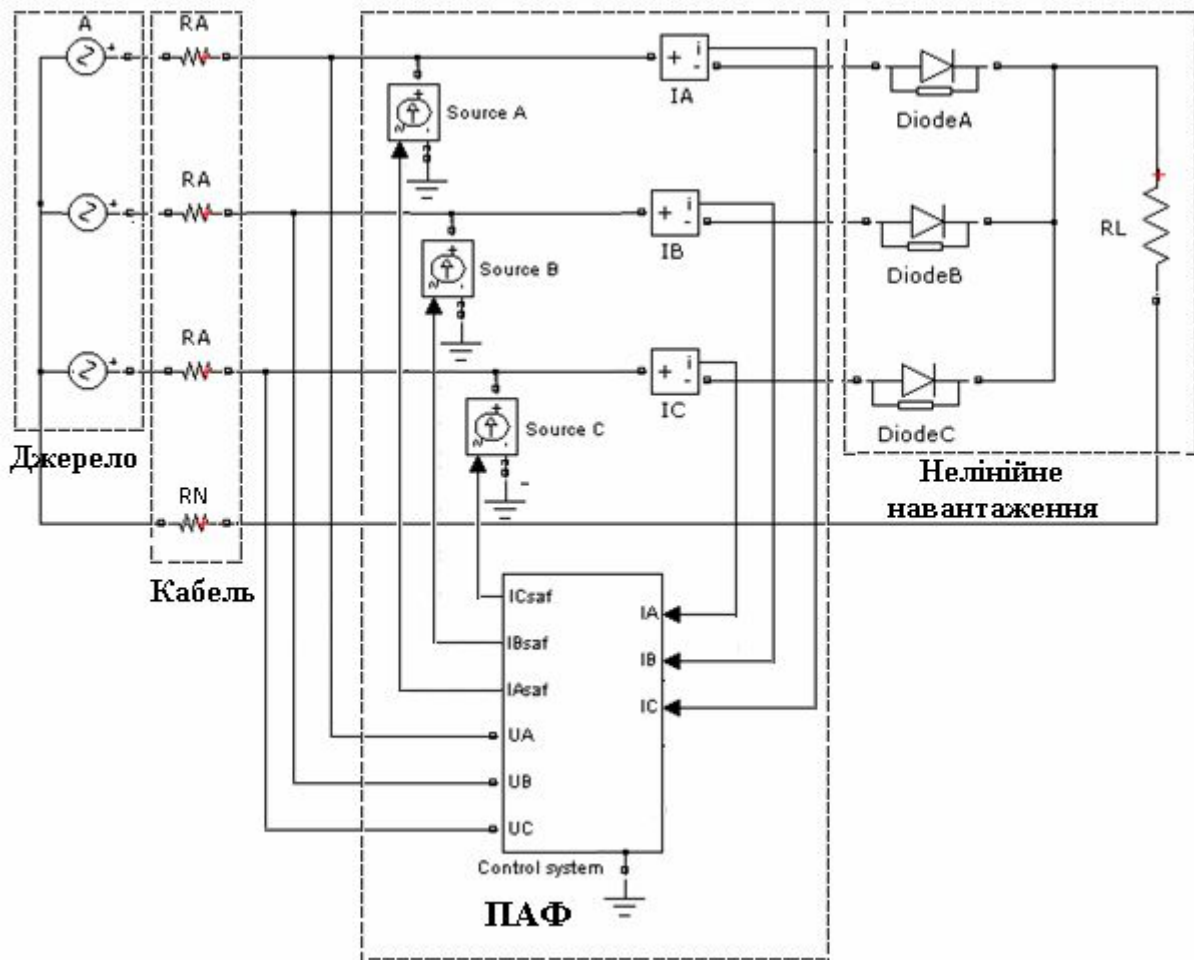 A
RA
Source A
IA
DiodeA
RA
Source B
IB
DiodeB
RL
RA
Source C
IC
DiodeC
Джерело
Нелінійне
навантаження
RN
Кабель
ICsaf
IBsaf
IAsaf
UA
UB
UC
IA
IB
IC
Control system
ПАФ